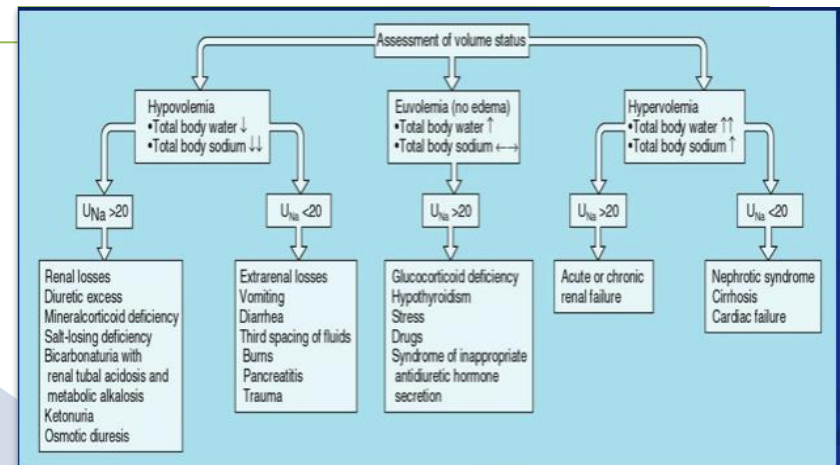 Assessment of volume status
Hypovolemia
•Total body water ↓
•Total body sodium ↓↓
Euvolemia (no edema)
•Total body water ↑
•Total body sodium ←→
Hypervolemia
•Total body water ↑↑
•Total body sodium ↑
UNa >20
UNa <20
UNa >20
UNa >20
UNa <20
Renal losses
Diuretic excess
Mineralcorticoid deficiency
Salt-losing deficiency
Bicarbonaturia with
renal tubal acidosis and
metabolic alkalosis
Ketonuria
Osmotic diuresis
Extrarenal losses
Vomiting
Diarrhea
Third spacing of fluids
Burns
Pancreatitis
Trauma
Glucocorticoid deficiency
Hypothyroidism
Stress
Drugs
Syndrome of inappropriate
antidiuretic hormone
secretion
Acute or chronic
renal failure
Nephrotic syndrome
Cirrhosis
Cardiac failure